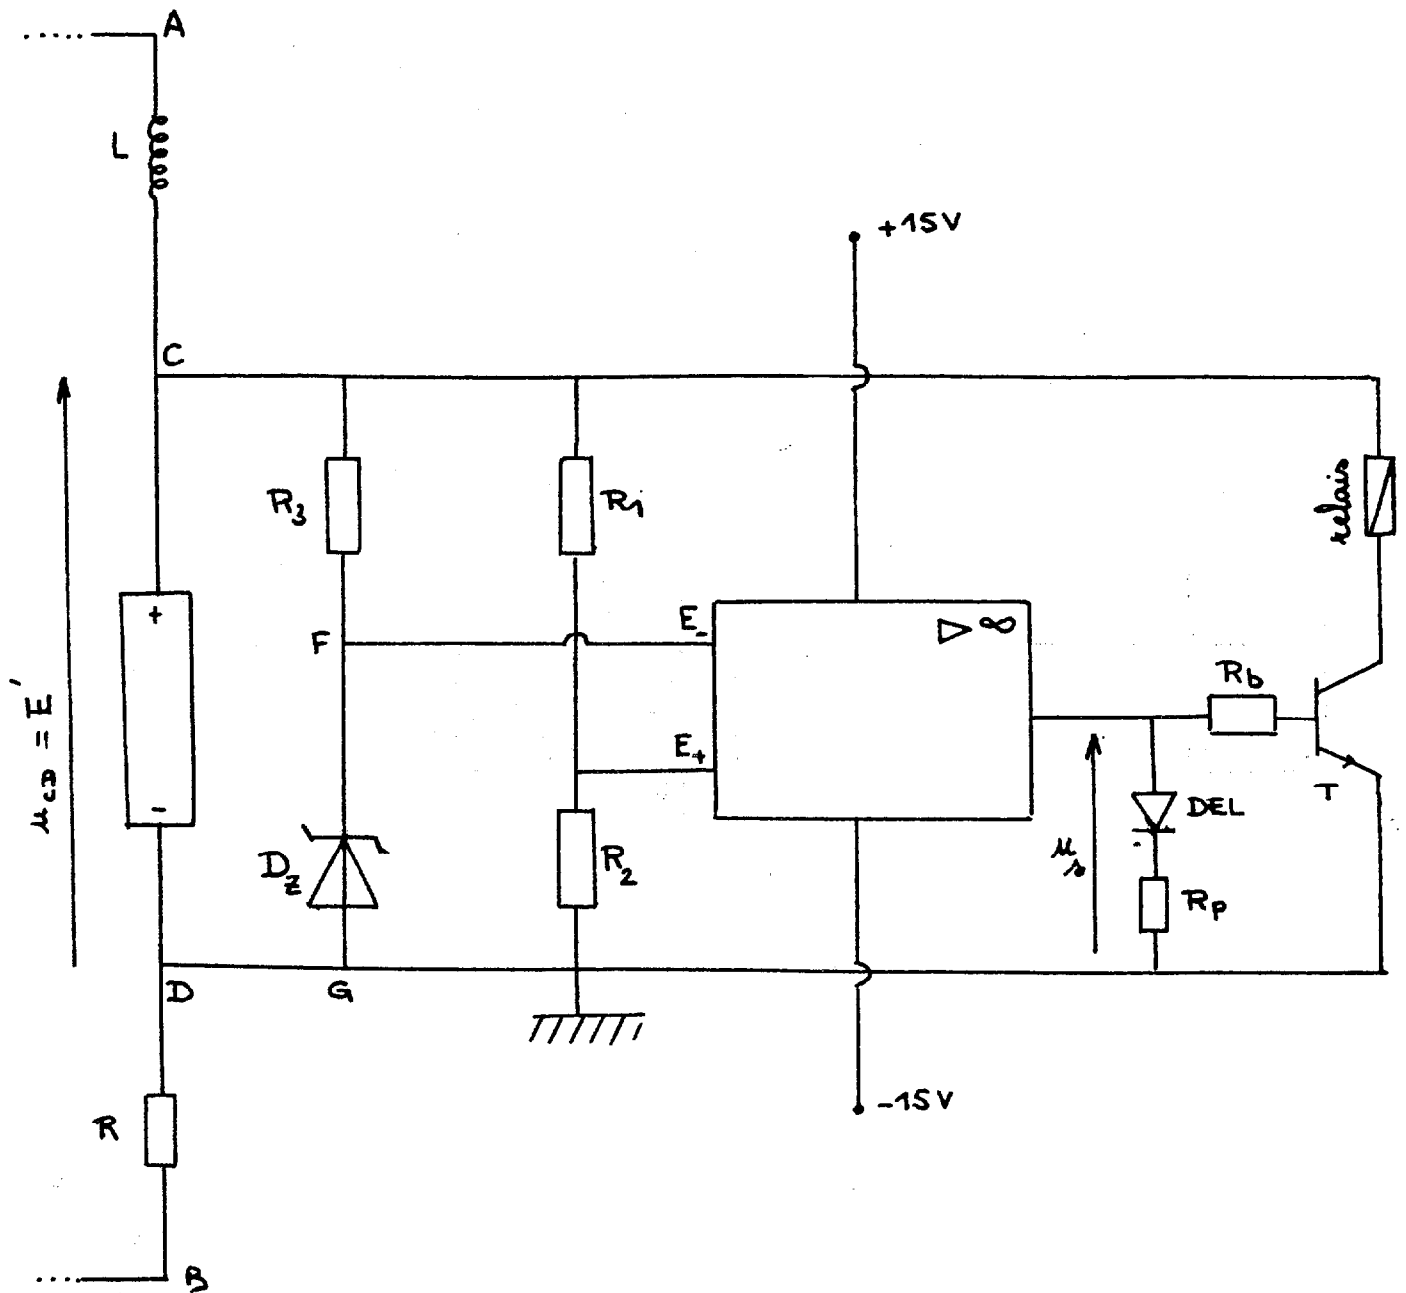 A
L
+15V
C
R3
R1
relais
E-
▷ ∞
F
Rb
+
uCD = E'
E+
T
DEL
-
Dz
R2
us
Rp
D
G
-15V
R
B